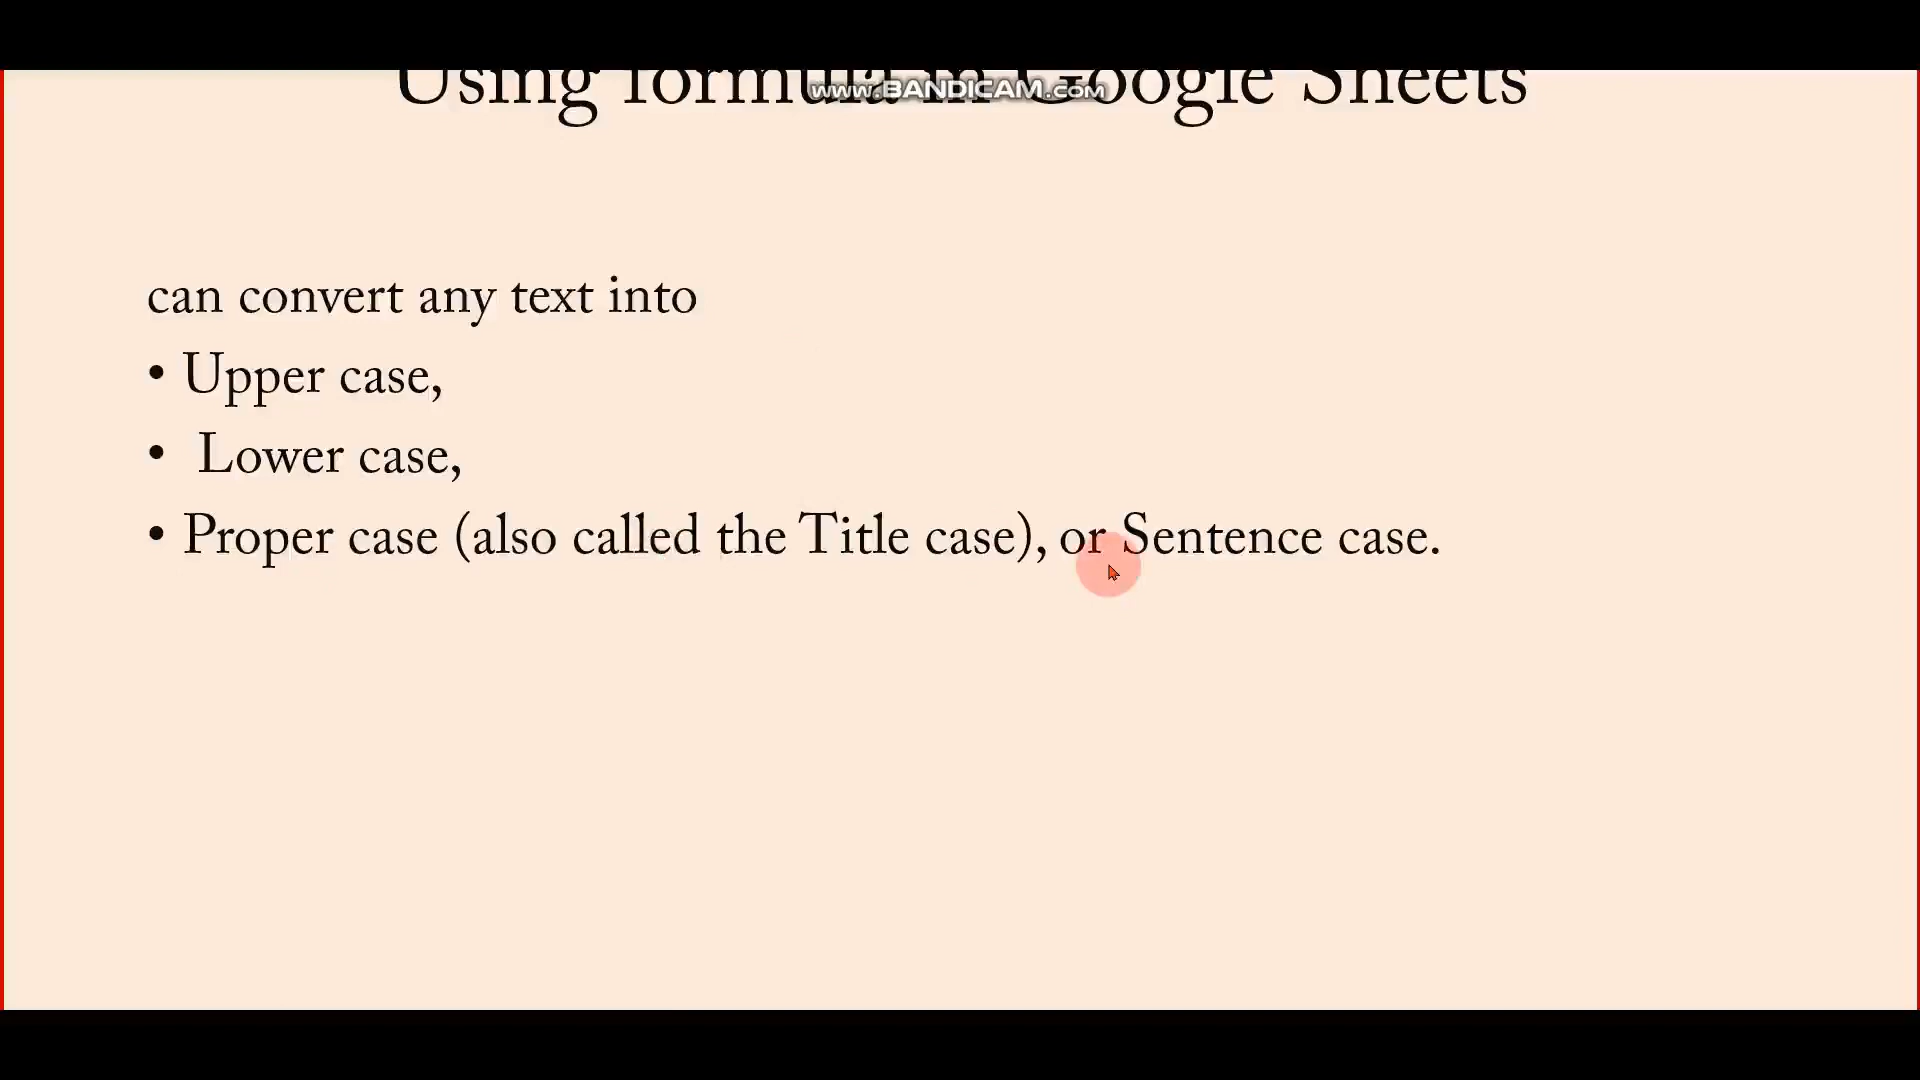 Using formula in Google Sheets
www.BANDICAM.com
can convert any text into
• Upper case,
• Lower case,
• Proper case (also called the Title case), or Sentence case.